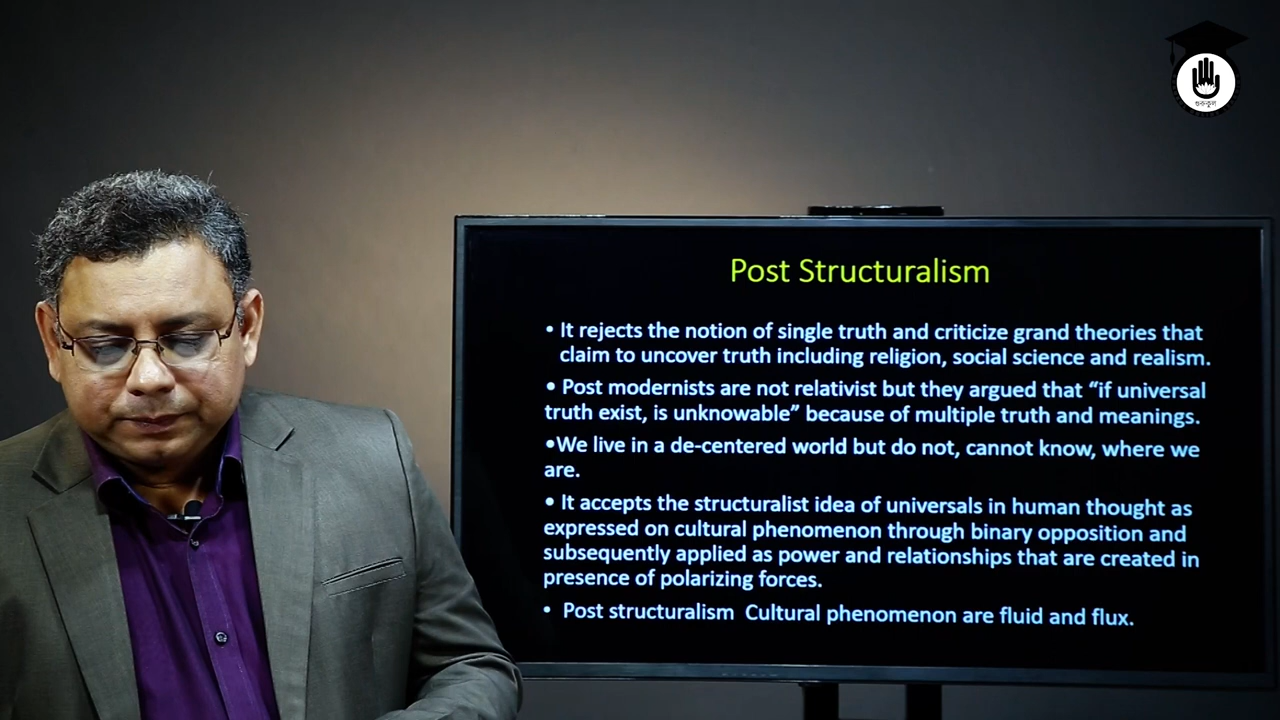 গুরুকুল
Post Structuralism
• It rejects the notion of single truth and criticize grand theories that
claim to uncover truth including religion, social science and realism.
• Post modernists are not relativist but they argued that “if universal
truth exist, is unknowable” because of multiple truth and meanings.
•We live in a de-centered world but do not, cannot know, where we
are.
• It accepts the structuralist idea of universals in human thought as
expressed on cultural phenomenon through binary opposition and
subsequently applied as power and relationships that are created in
presence of polarizing forces.
• Post structuralism Cultural phenomenon are fluid and flux.